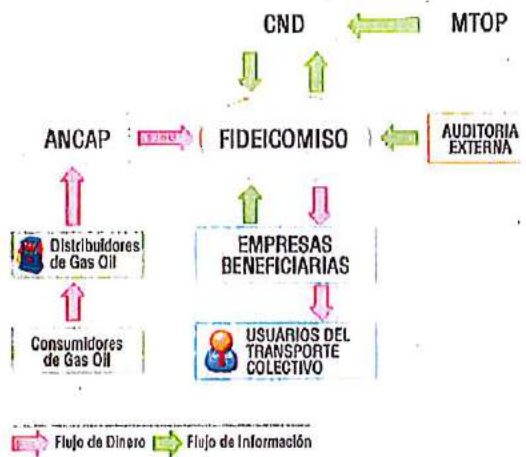 CND
MTOP
ANCAP
FIDEICOMISO
AUDITORIA
EXTERNA
Distribuidores
de Gas Oil
EMPRESAS
BENEFICIARIAS
Consumidores
de Gas Oil
USUARIOS DEL
TRANSPORTE
COLECTIVO
Flujo de Dinero
Flujo de Información